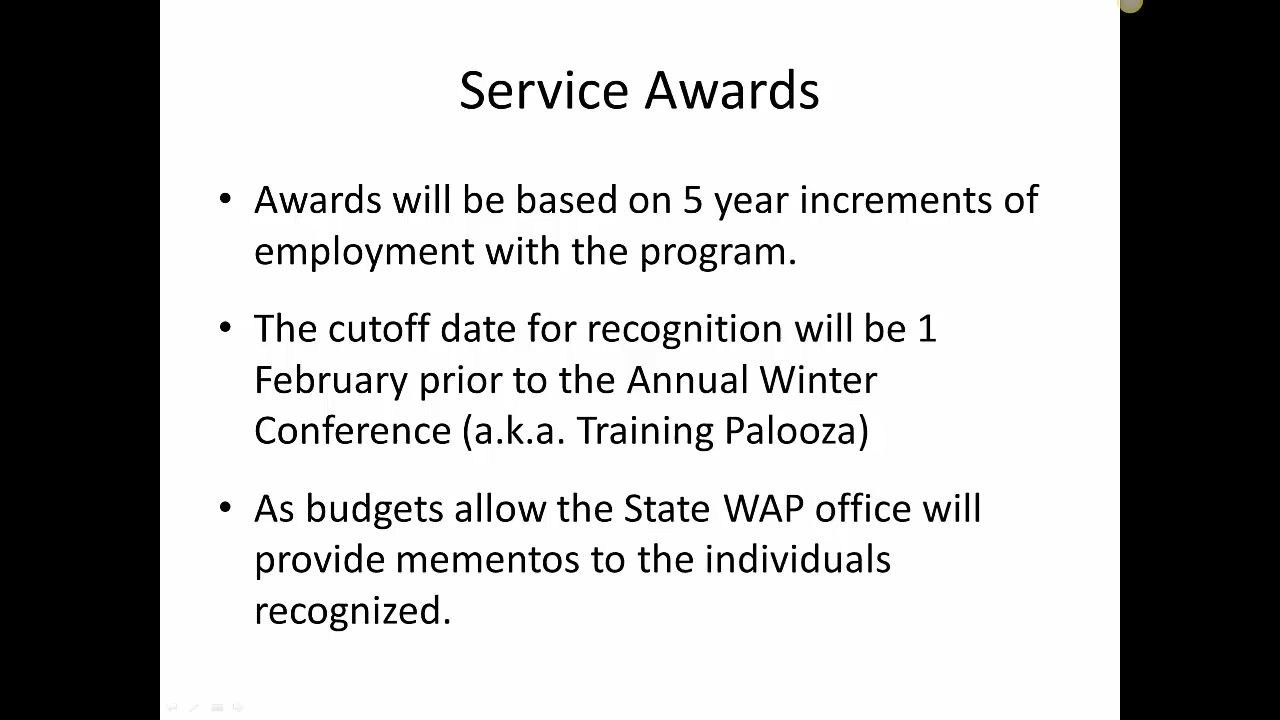 Service Awards
• Awards will be based on 5 year increments of
employment with the program.
• The cutoff date for recognition will be 1
February prior to the Annual Winter
Conference (a.k.a. Training Palooza)
• As budgets allow the State WAP office will
provide mementos to the individuals
recognized.